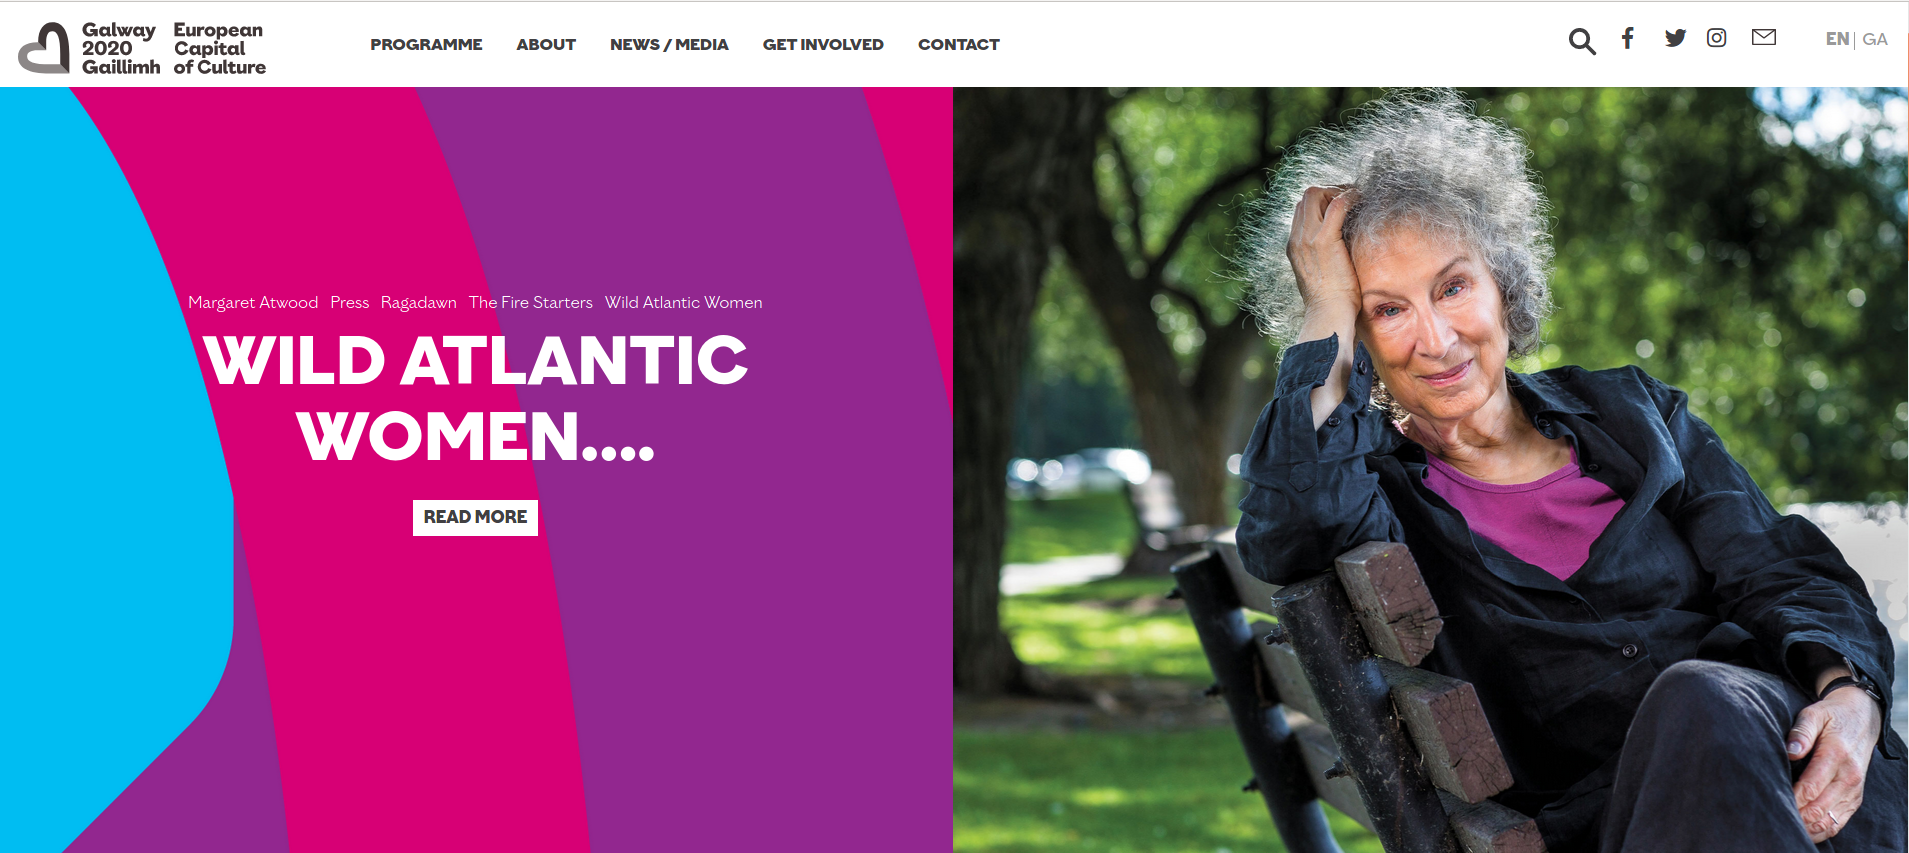 Galway
2020
Gaillimh
European
Capital
of Culture
PROGRAMME ABOUT NEWS / MEDIA GET INVOLVED CONTACT
EN | GA
Margaret Atwood Press Ragadawn The Fire Starters Wild Atlantic Women
WILD ATLANTIC
WOMEN....
READ MORE